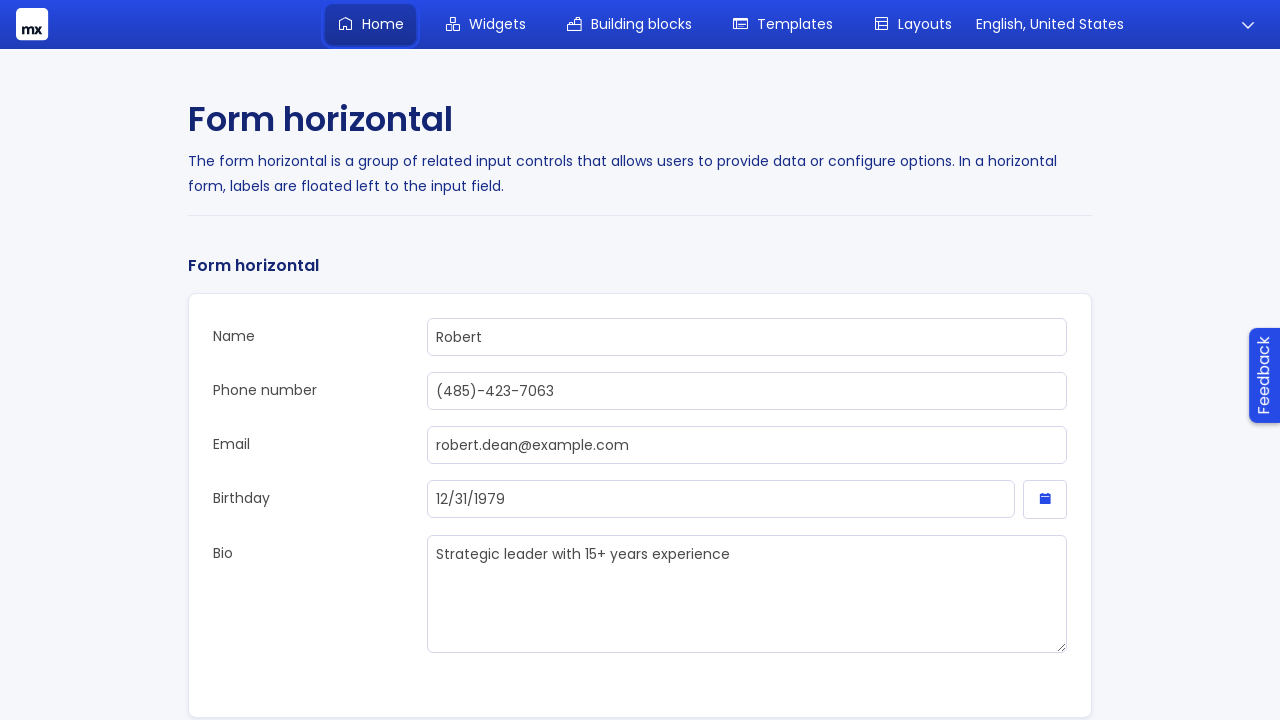 mx
Home
Widgets
Building blocks
Templates
Layouts
English, United States
Form horizontal
The form horizontal is a group of related input controls that allows users to provide data or configure options. In a horizontal
form, labels are floated left to the input field.
Form horizontal
Name
Robert
Phone number
(485)-423-7063
Email
robert.dean@example.com
Birthday
12/31/1979
Bio
Strategic leader with 15+ years experience
Feedback